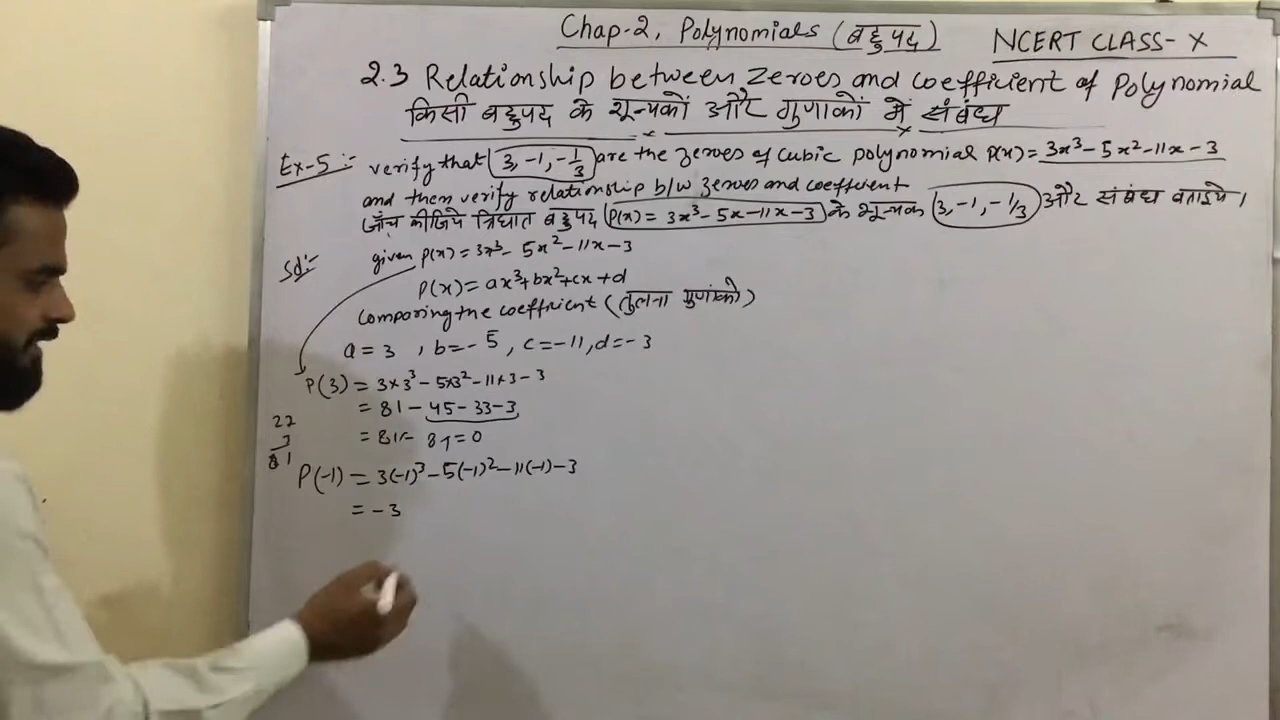 Chap-2, Polynomials (बहुपद)
NCERT CLASS-X
2.3 Relationship between Zeroes and coefficient of Polynomial
किसी बहुपद के शून्यकों और गुणाकों में संबंध
Ex-5:- verify that (3, -1, -1/3) are the zeroes of cubic polynomial P(x) = 3x³-5x²-11x-3
and then verify relationship b/w zeroes and coefficient
जाँच कीजिये त्रिघात बहुपद (P(x) = 3x³-5x-11x-3) के शून्यक (3, -1, -1/3) और संबंध बताइये।
Sol:- given P(x) = 3x³-5x²-11x-3
P(x) = ax³+bx²+cx+d
Comparing the coefficient (तुलना गुणांको)
a = 3, b = -5, c = -11, d = -3
P(3) = 3×3³-5×3²-11×3-3
= 81-45-33-3
= 81-81=0
22
3
81
P(-1) = 3(-1)³-5(-1)²-11(-1)-3
= -3